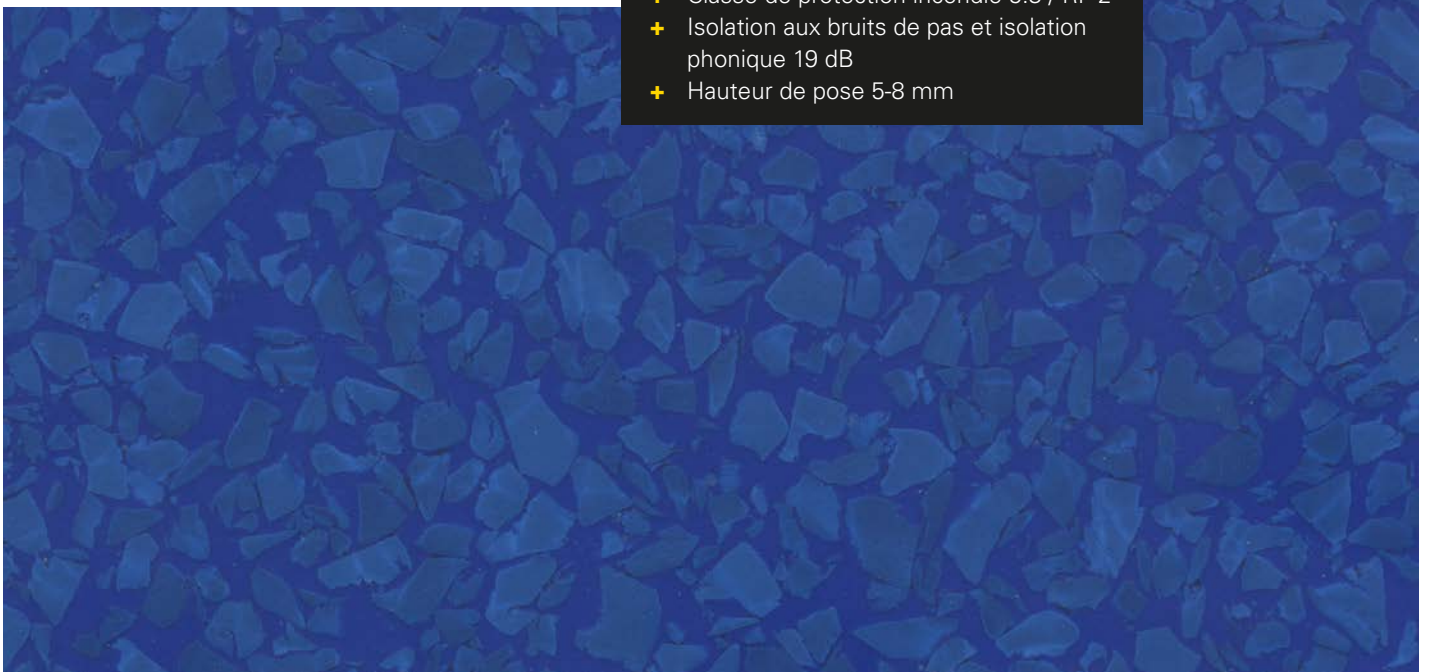 + Isolation aux bruits de pas et isolation
phonique 19 dB
+ Hauteur de pose 5-8 mm